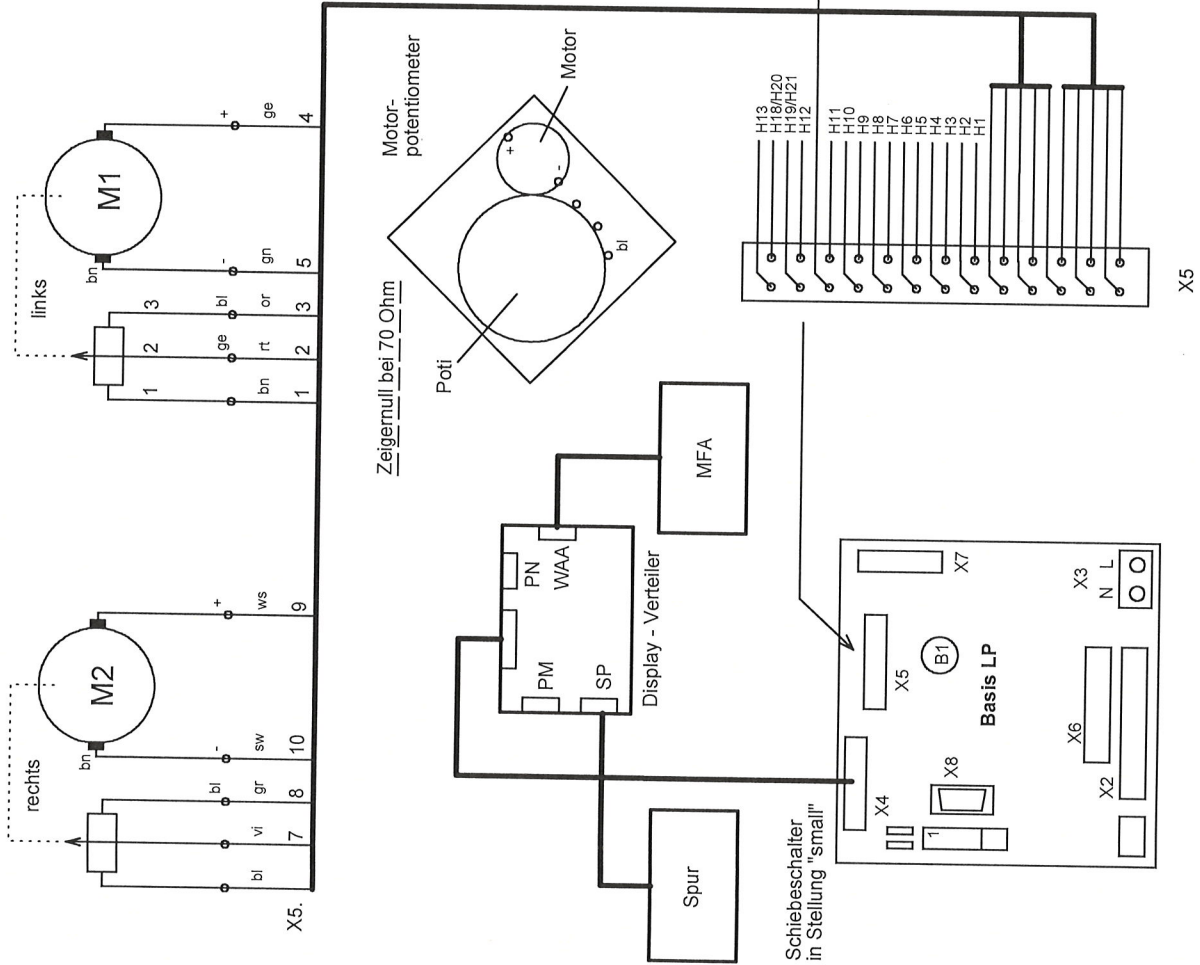 rechts
bl
vi
7
bl
gr
8
bn
-
sw
10
M2
+
ws
9
X5.
links
1
bn
1
2
ge
rt
2
3
bl
or
3
bn
-
gn
5
M1
+
ge
4
Zeigernull bei 70 Ohm
Motor-
potentiometer
Poti
Motor
+
-
bl
Spur
PM
SP
PN
WAA
Display - Verteiler
MFA
Schiebeschalter
in Stellung "small"
X4
X5
X7
1
X8
B1
Basis LP
X6
X2
X3
N L
H13
H18/H20
H19/H21
H12
H11
H10
H9
H8
H7
H6
H5
H4
H3
H2
H1
X5